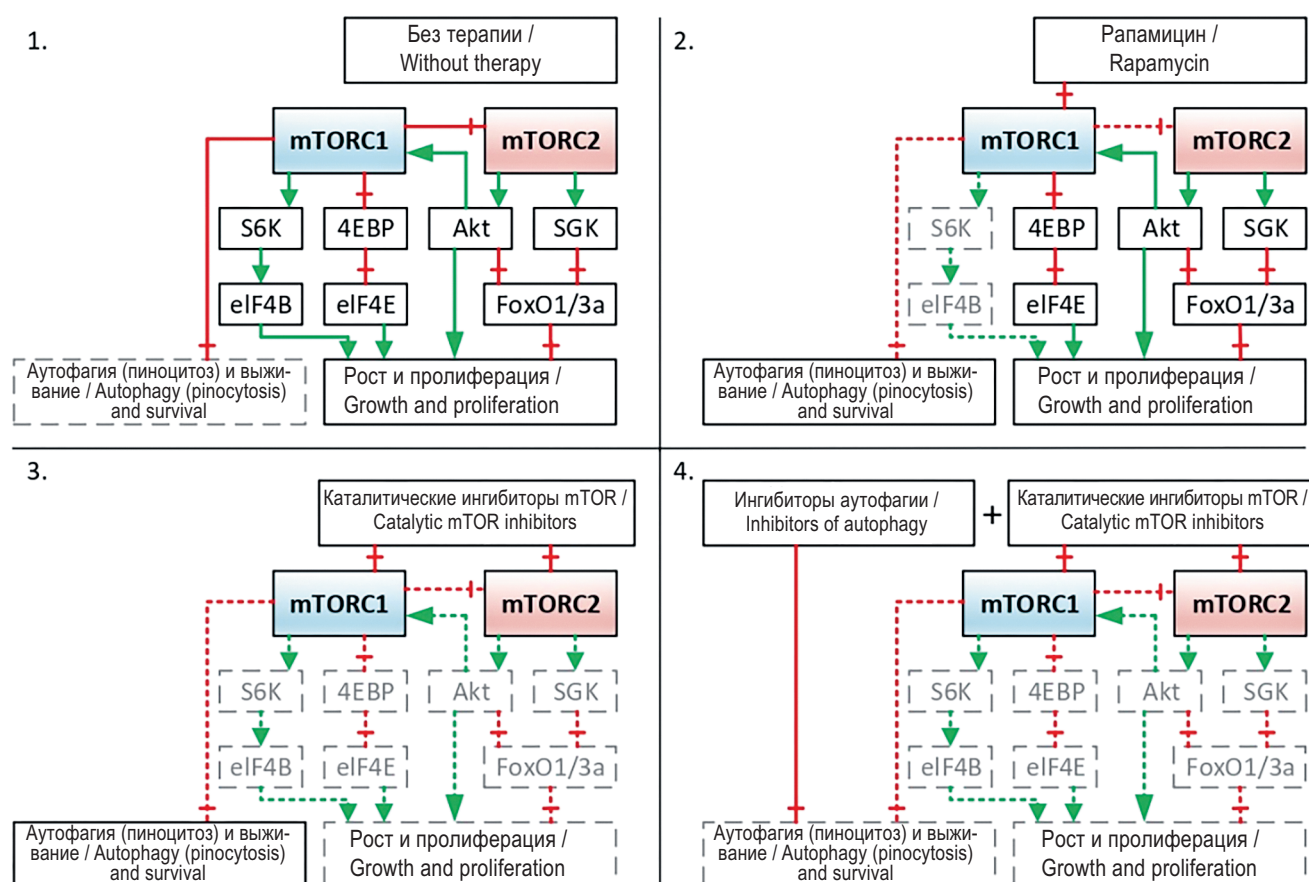 1.
Без терапии /
Without therapy
mTORC1
mTORC2
S6K
4EBP
Akt
SGK
eIF4B
eIF4E
FoxO1/3a
Аутофагия (пиноцитоз) и выжи-
вание / Autophagy (pinocytosis)
and survival
Рост и пролиферация /
Growth and proliferation
2.
Рапамицин /
Rapamycin
mTORC1
mTORC2
S6K
4EBP
Akt
SGK
eIF4B
eIF4E
FoxO1/3a
Аутофагия (пиноцитоз) и выжи-
вание / Autophagy (pinocytosis)
and survival
Рост и пролиферация /
Growth and proliferation
3.
Каталитические ингибиторы mTOR /
Catalytic mTOR inhibitors
mTORC1
mTORC2
S6K
4EBP
Akt
SGK
eIF4B
eIF4E
FoxO1/3a
Аутофагия (пиноцитоз) и выжи-
вание / Autophagy (pinocytosis)
and survival
Рост и пролиферация /
Growth and proliferation
4.
Ингибиторы аутофагии /
Inhibitors of autophagy
+
Каталитические ингибиторы mTOR /
Catalytic mTOR inhibitors
mTORC1
mTORC2
S6K
4EBP
Akt
SGK
eIF4B
eIF4E
FoxO1/3a
Аутофагия (пиноцитоз) и выжи-
вание / Autophagy (pinocytosis)
and survival
Рост и пролиферация /
Growth and proliferation